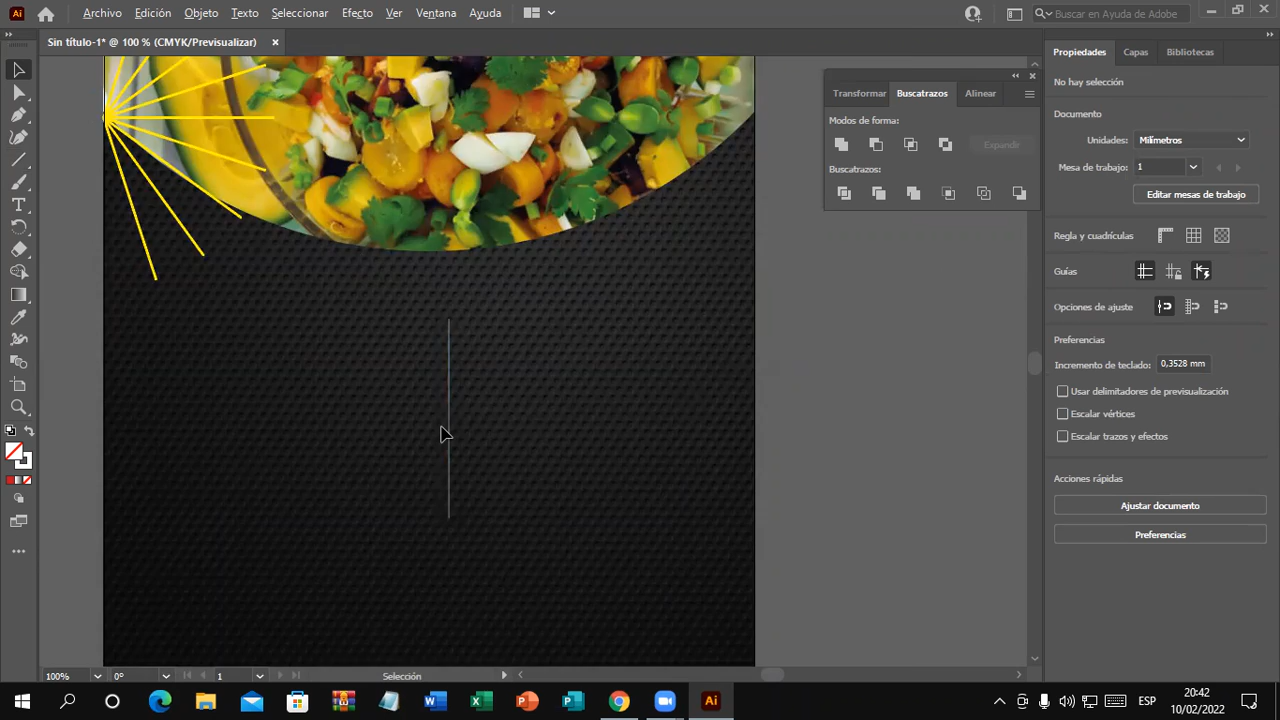 Archivo Edición Objeto Texto Seleccionar Efecto Ver Ventana Ayuda Buscar en Ayuda de Adobe
Sin título-1* @ 100 % (CMYK/Previsualizar)
Propiedades Capas Bibliotecas
No hay selección
Documento
Unidades: Milímetros
Mesa de trabajo: 1
Editar mesas de trabajo
Regla y cuadrículas
Guías
Opciones de ajuste
Preferencias
Incremento de teclado: 0,3528 mm
Usar delimitadores de previsualización
Escalar vértices
Escalar trazos y efectos
Acciones rápidas
Ajustar documento
Preferencias
Transformar Buscatrazos Alinear
Modos de forma:
Expandir
Buscatrazos:
100% 0° 1 Selección
ESP
20:42
10/02/2022